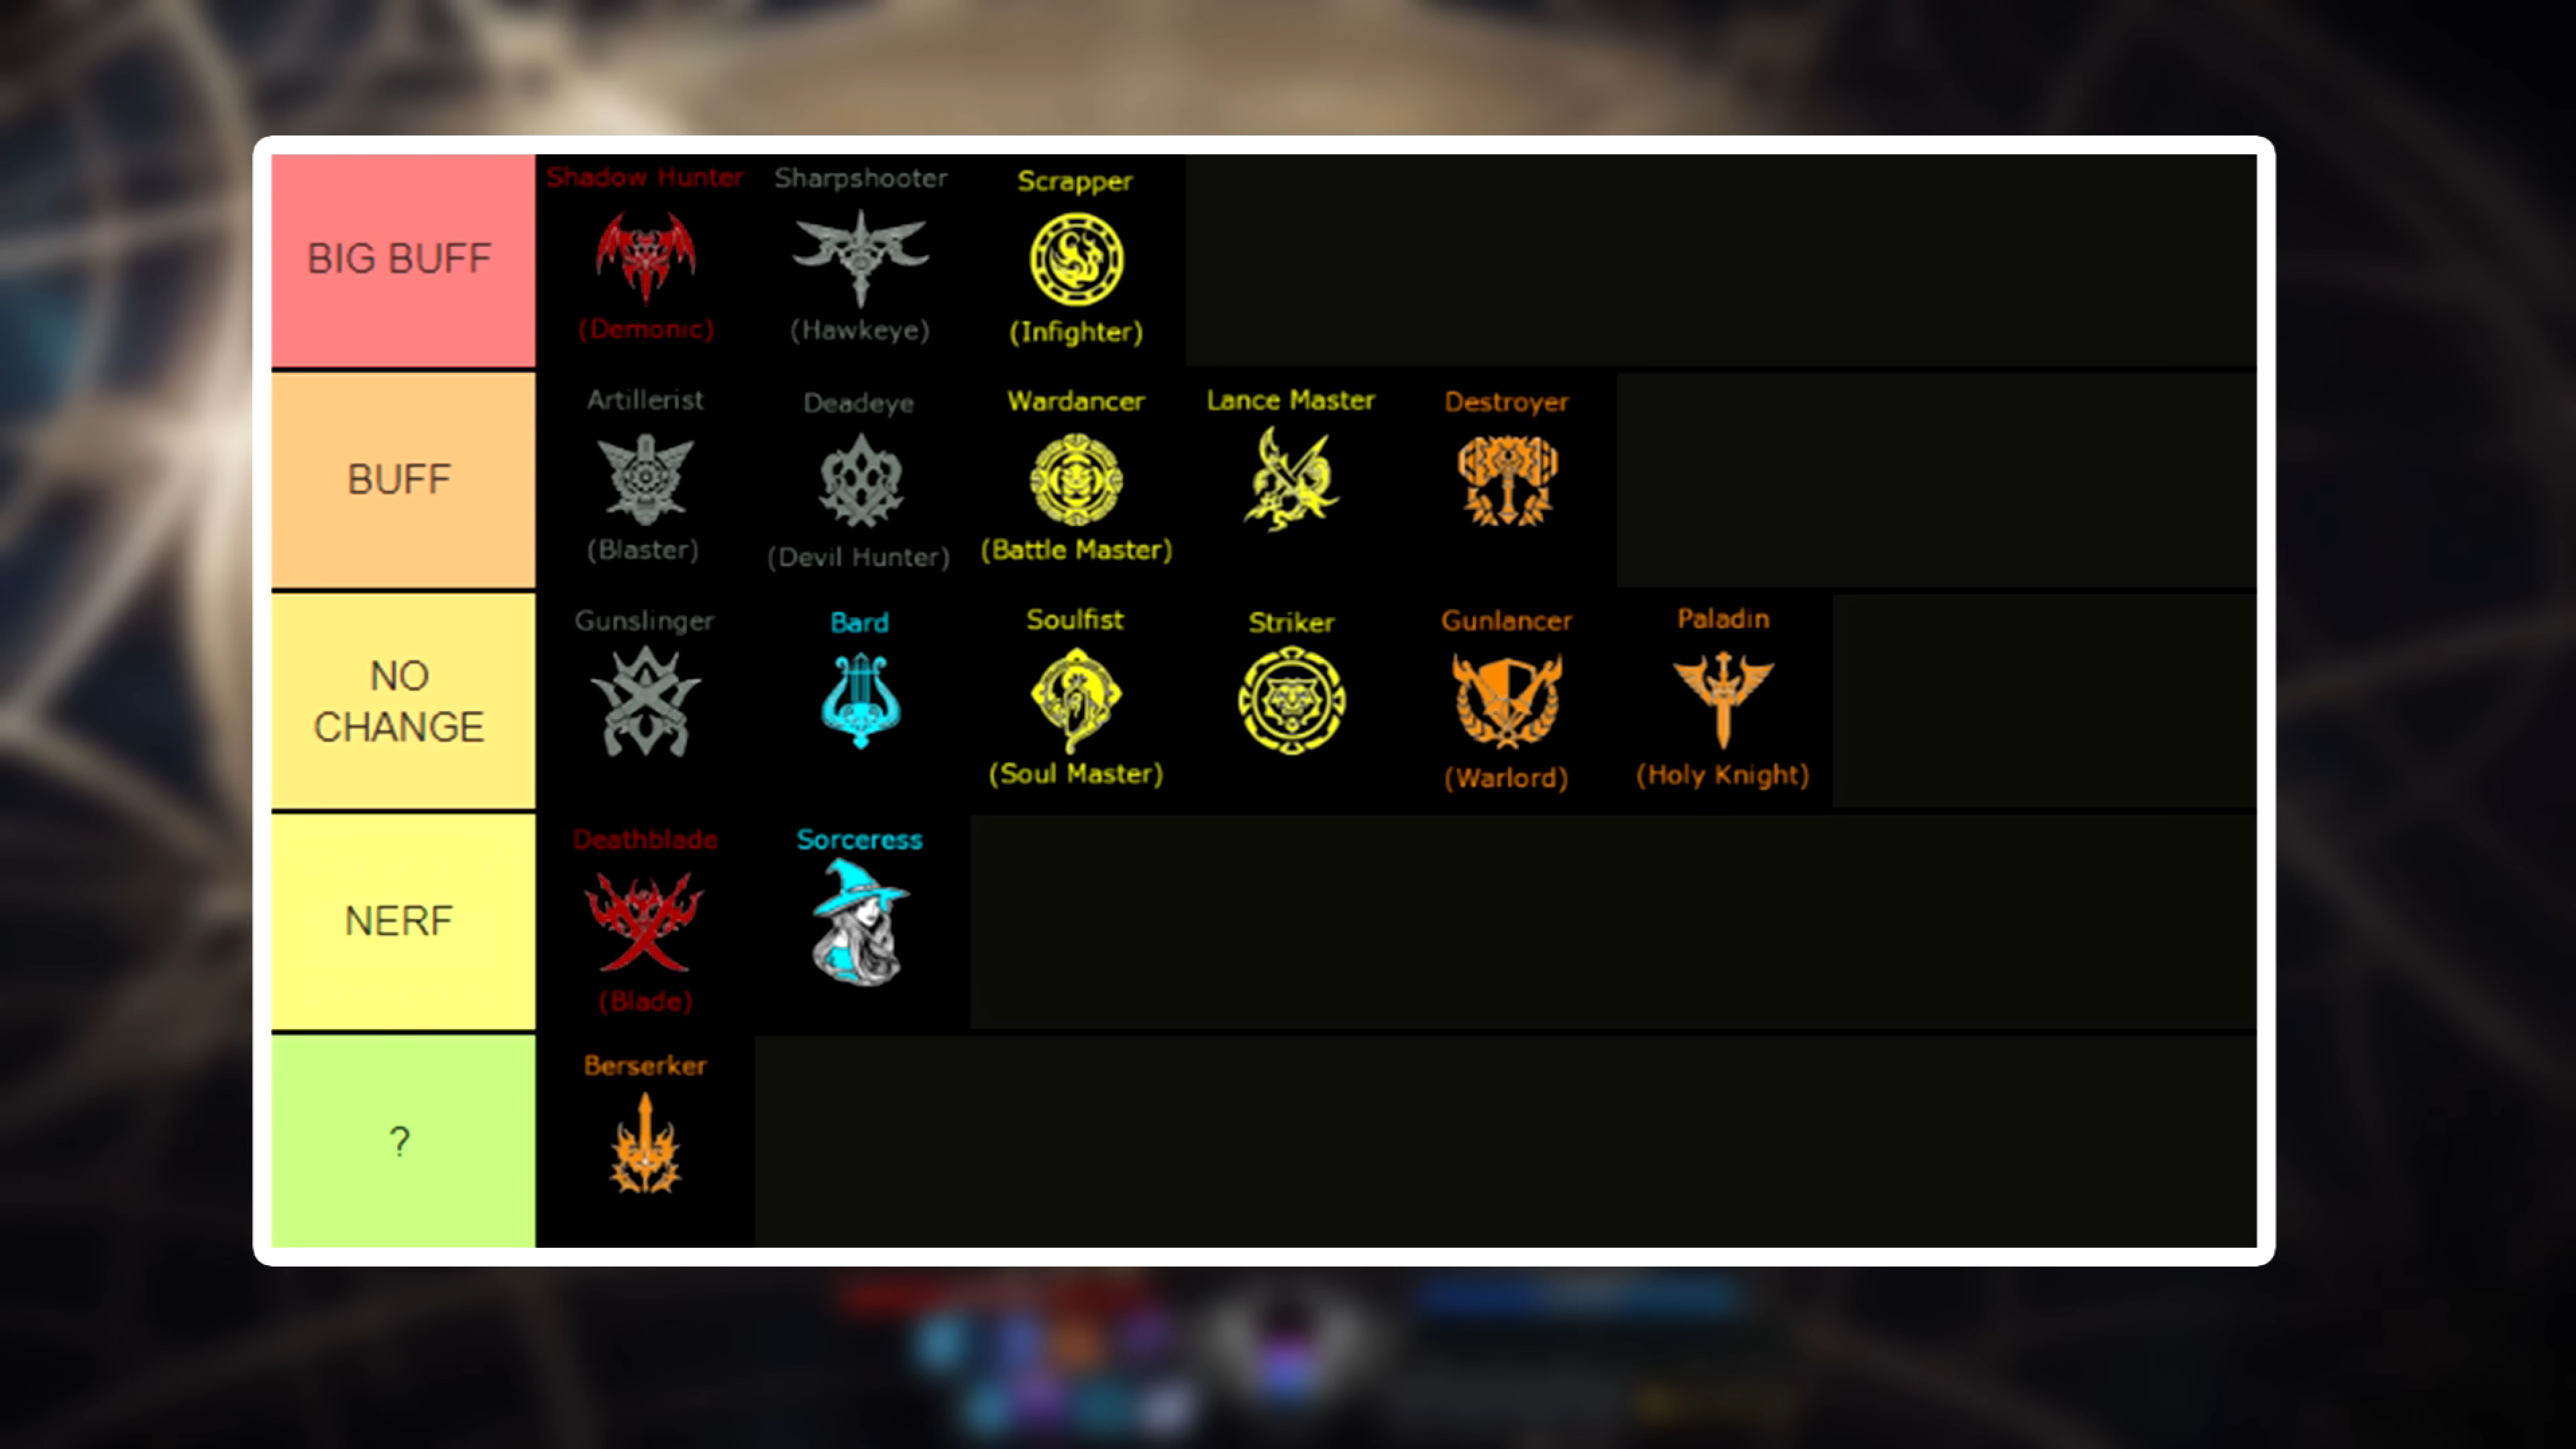 BIG BUFF
Shadow Hunter
(Demonic)
Sharpshooter
(Hawkeye)
Scrapper
(Infighter)
BUFF
Artillerist
(Blaster)
Deadeye
(Devil Hunter)
Wardancer
(Battle Master)
Lance Master
Destroyer
NO
CHANGE
Gunslinger
Bard
Soulfist
(Soul Master)
Striker
Gunlancer
(Warlord)
Paladin
(Holy Knight)
NERF
Deathblade
(Blade)
Sorceress
?
Berserker